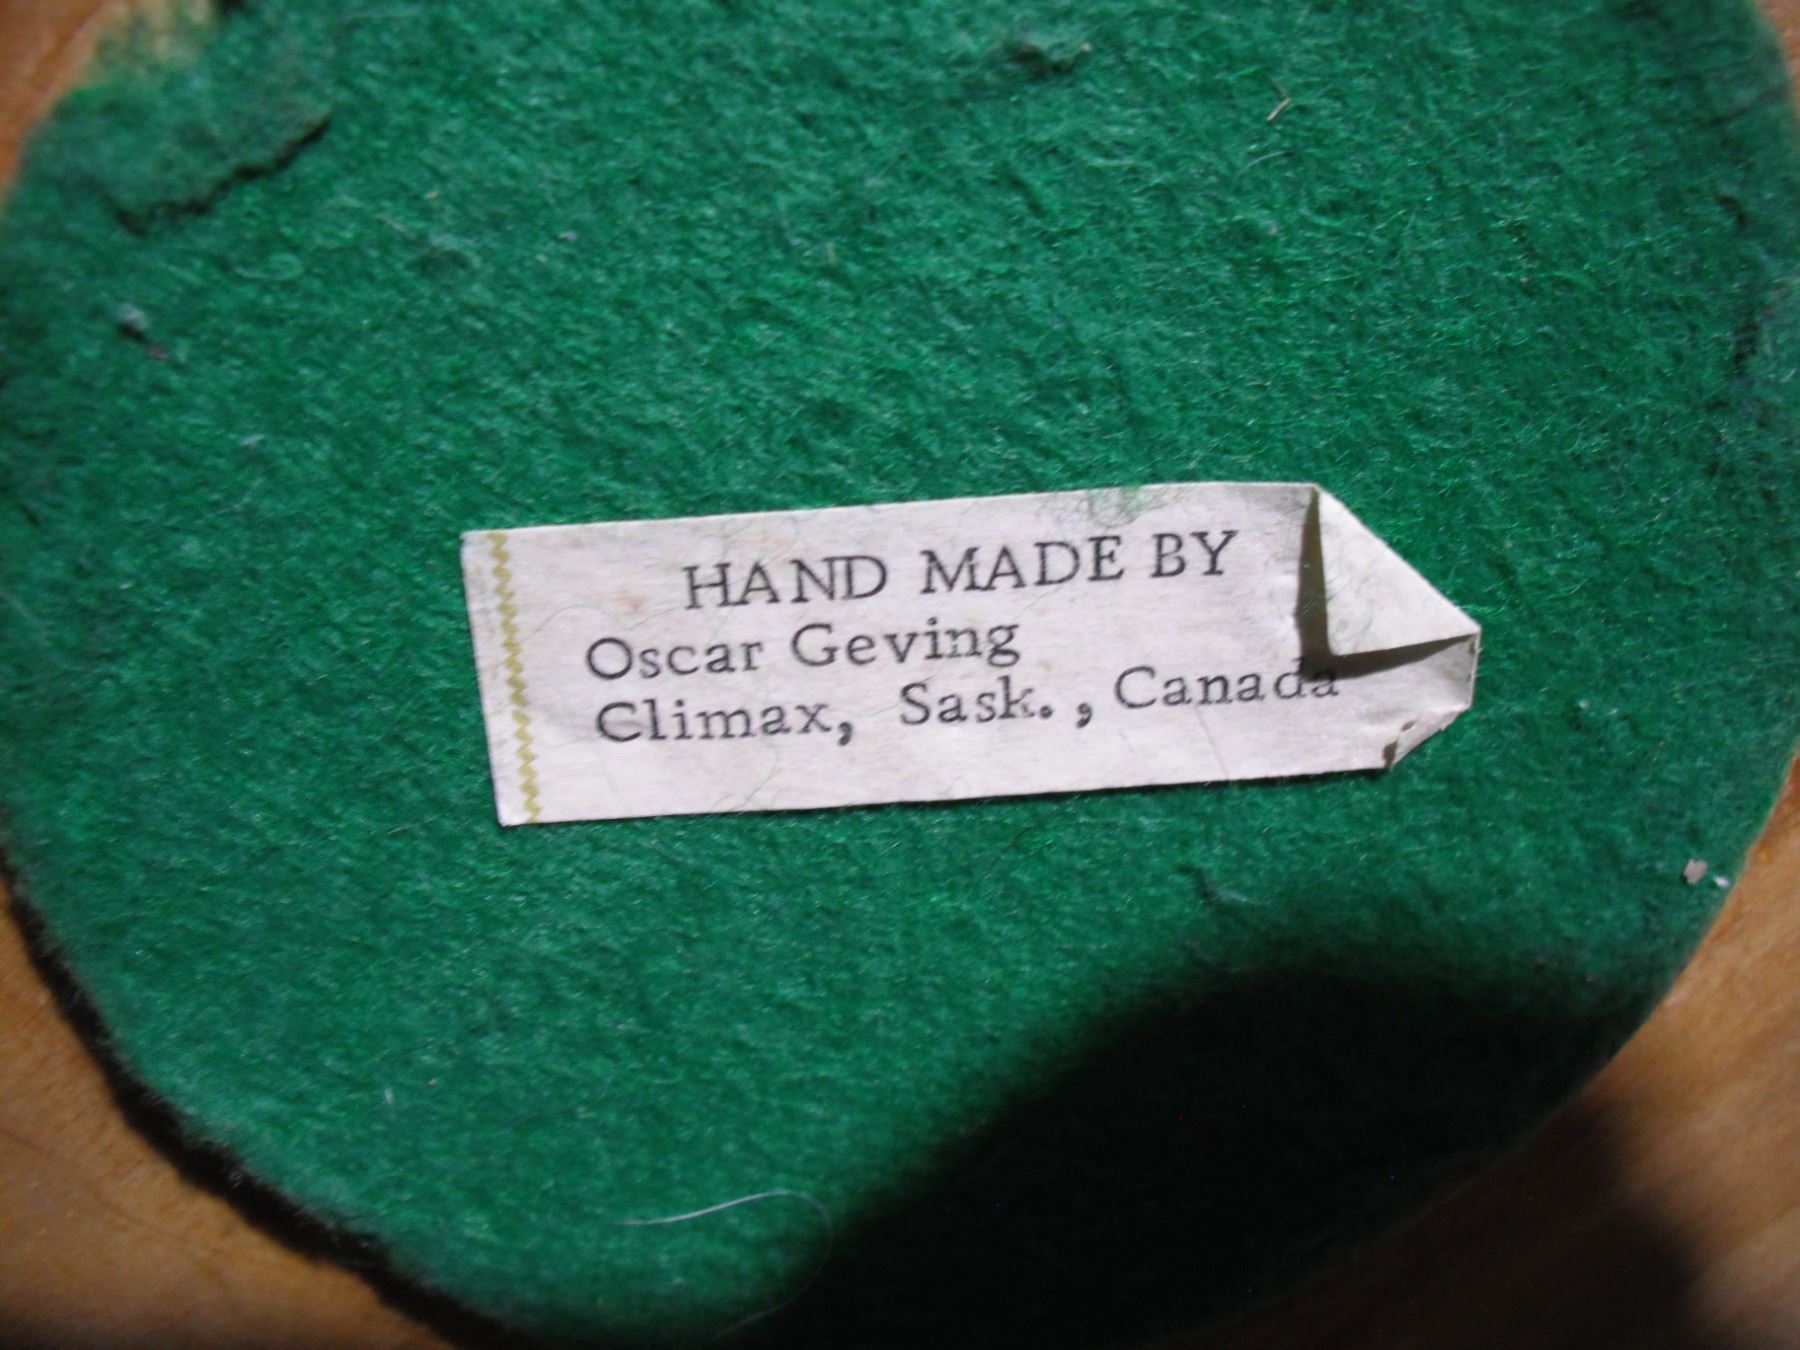 HAND MADE BY
Oscar Geving
Climax, Sask., Canada